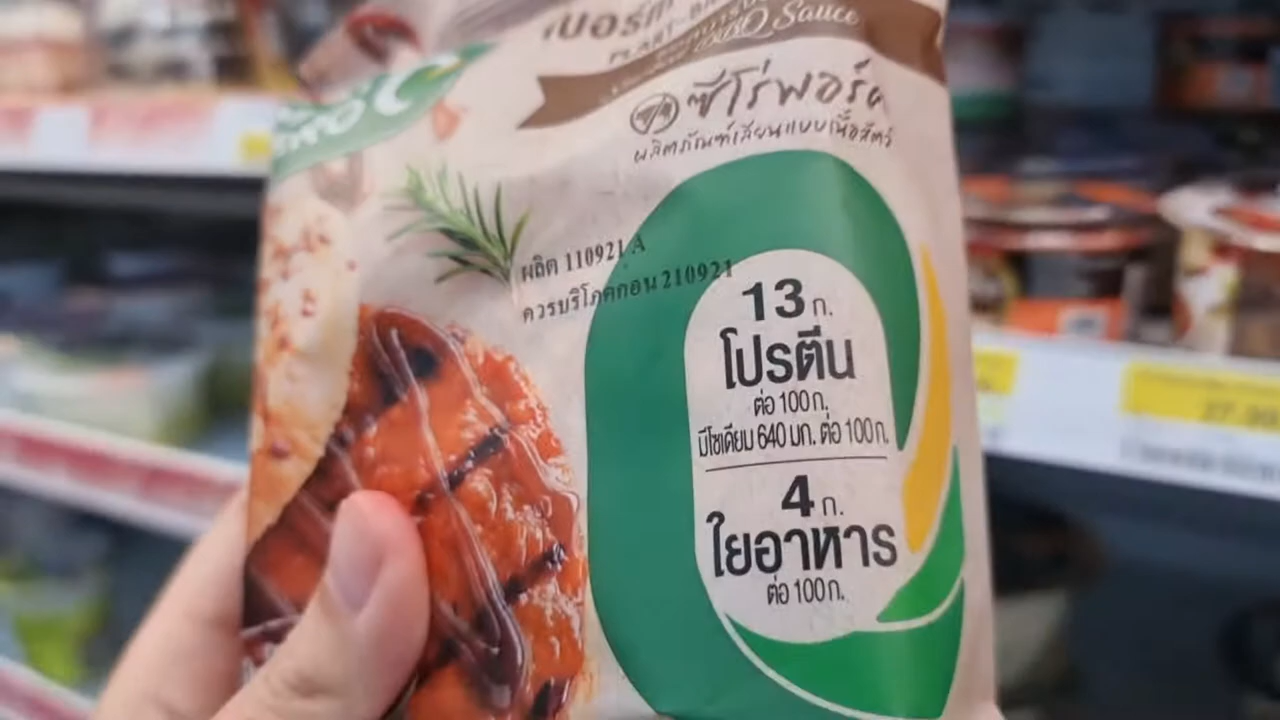 BBQ Sauce
ซีโร่พอร์ค
ผลิตภัณฑ์เลียนแบบเนื้อสัตว์
ผลิต 110921 A
ควรบริโภคก่อน 210921
13 ก.
โปรตีน
ต่อ 100 ก.
มีโซเดียม 640 มก. ต่อ 100 ก.
4 ก.
ใยอาหาร
ต่อ 100 ก.